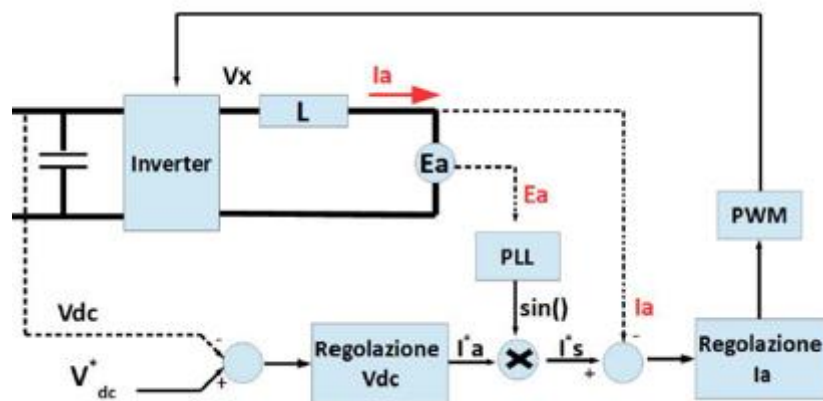 Vx
Ia
L
Inverter
Ea
Ea
PWM
PLL
Vdc
sin()
Ia
-
Regolazione
Vdc
I*a
I*s
-
+
Regolazione
Ia
V*dc
+